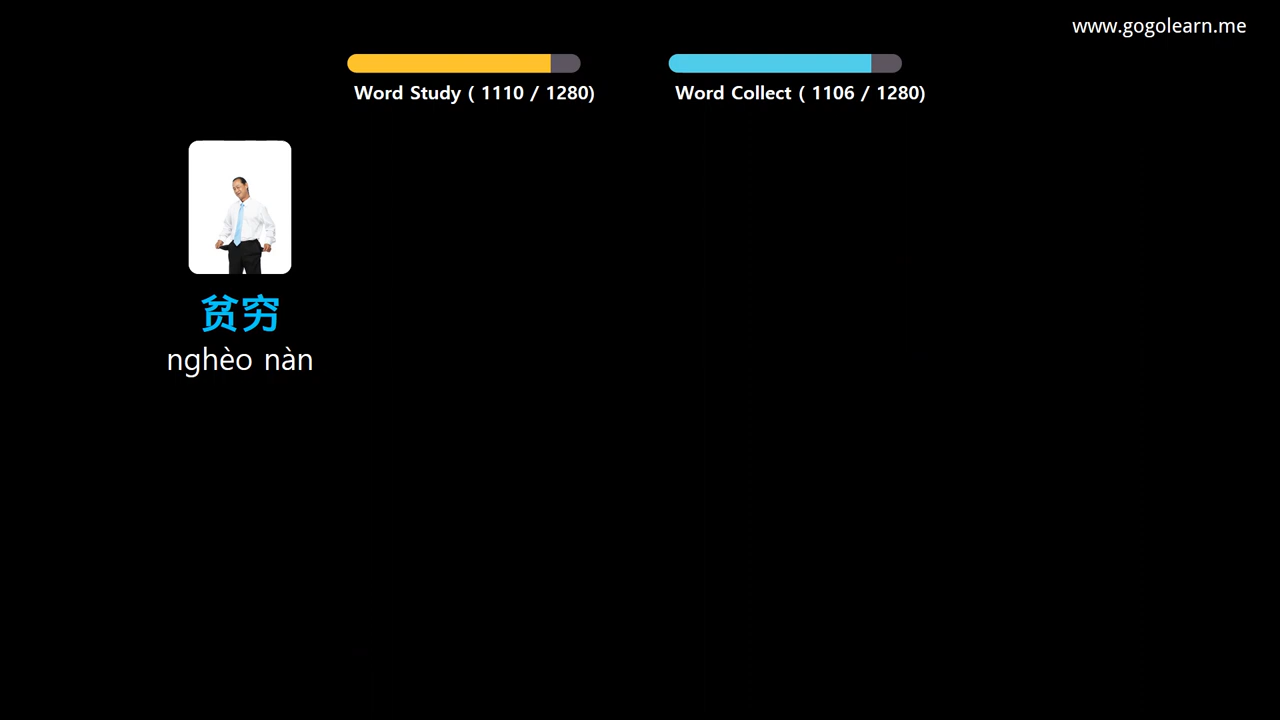 www.gogolearn.me
Word Study ( 1110 / 1280)
Word Collect ( 1106 / 1280)
贫穷
nghèo nàn